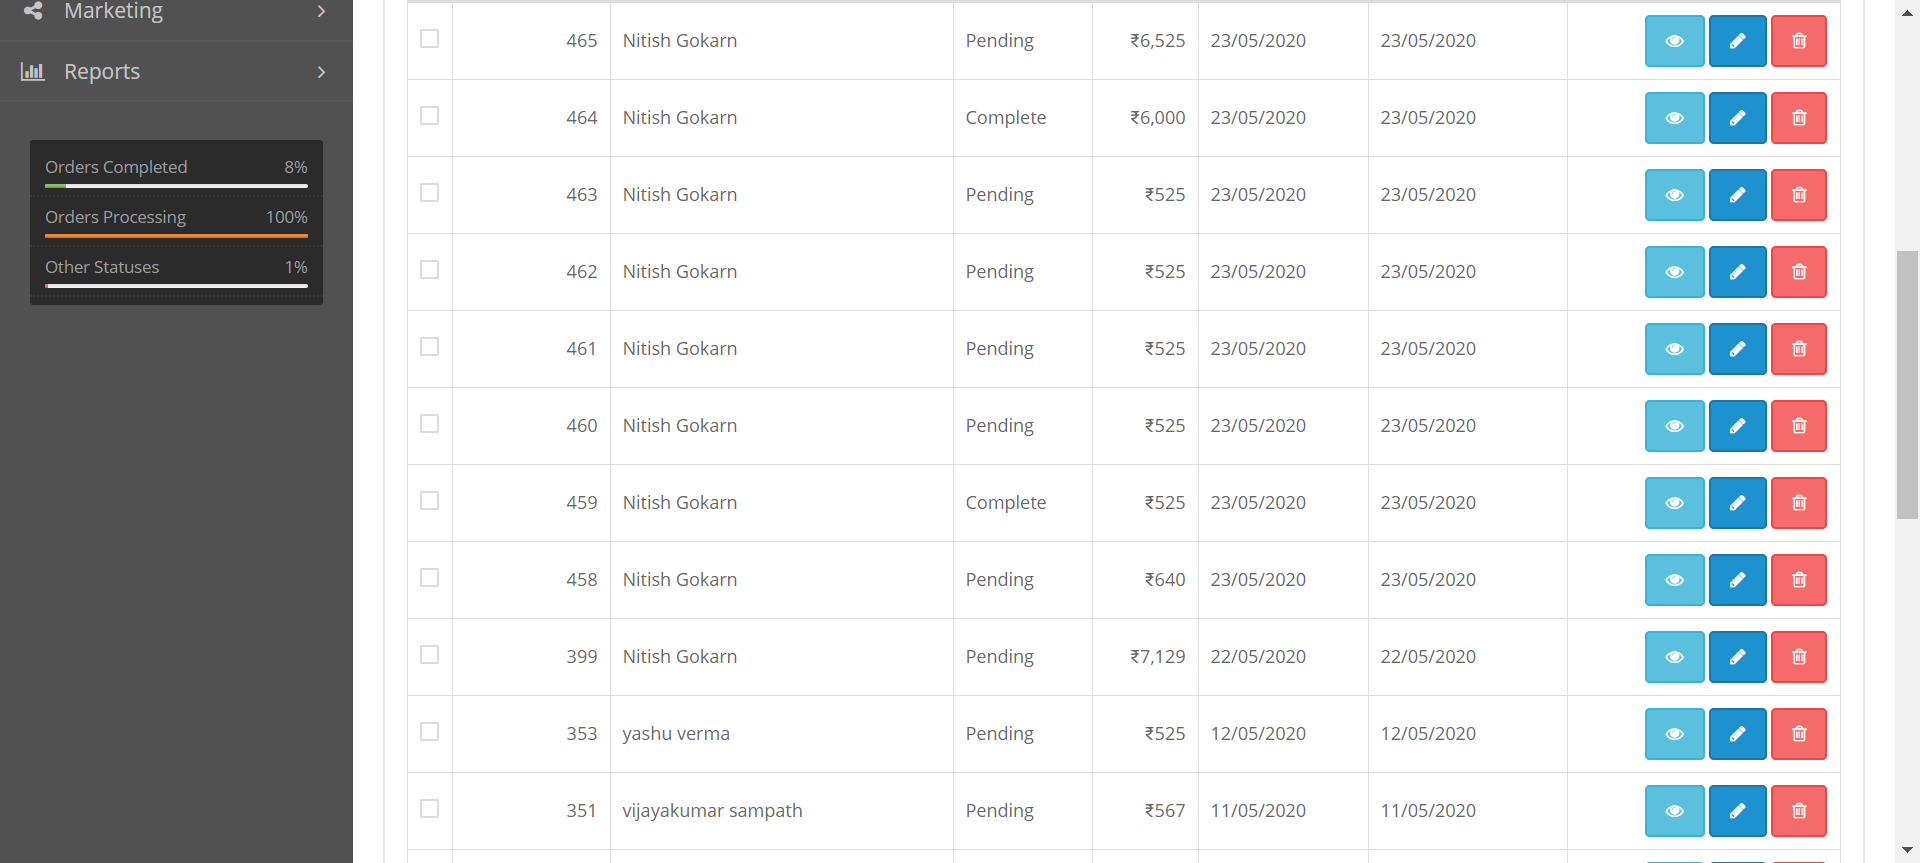 Marketing
Reports
Orders Completed 8%
Orders Processing 100%
Other Statuses 1%
465 Nitish Gokarn Pending ₹6,525 23/05/2020 23/05/2020
464 Nitish Gokarn Complete ₹6,000 23/05/2020 23/05/2020
463 Nitish Gokarn Pending ₹525 23/05/2020 23/05/2020
462 Nitish Gokarn Pending ₹525 23/05/2020 23/05/2020
461 Nitish Gokarn Pending ₹525 23/05/2020 23/05/2020
460 Nitish Gokarn Pending ₹525 23/05/2020 23/05/2020
459 Nitish Gokarn Complete ₹525 23/05/2020 23/05/2020
458 Nitish Gokarn Pending ₹640 23/05/2020 23/05/2020
399 Nitish Gokarn Pending ₹7,129 22/05/2020 22/05/2020
353 yashu verma Pending ₹525 12/05/2020 12/05/2020
351 vijayakumar sampath Pending ₹567 11/05/2020 11/05/2020